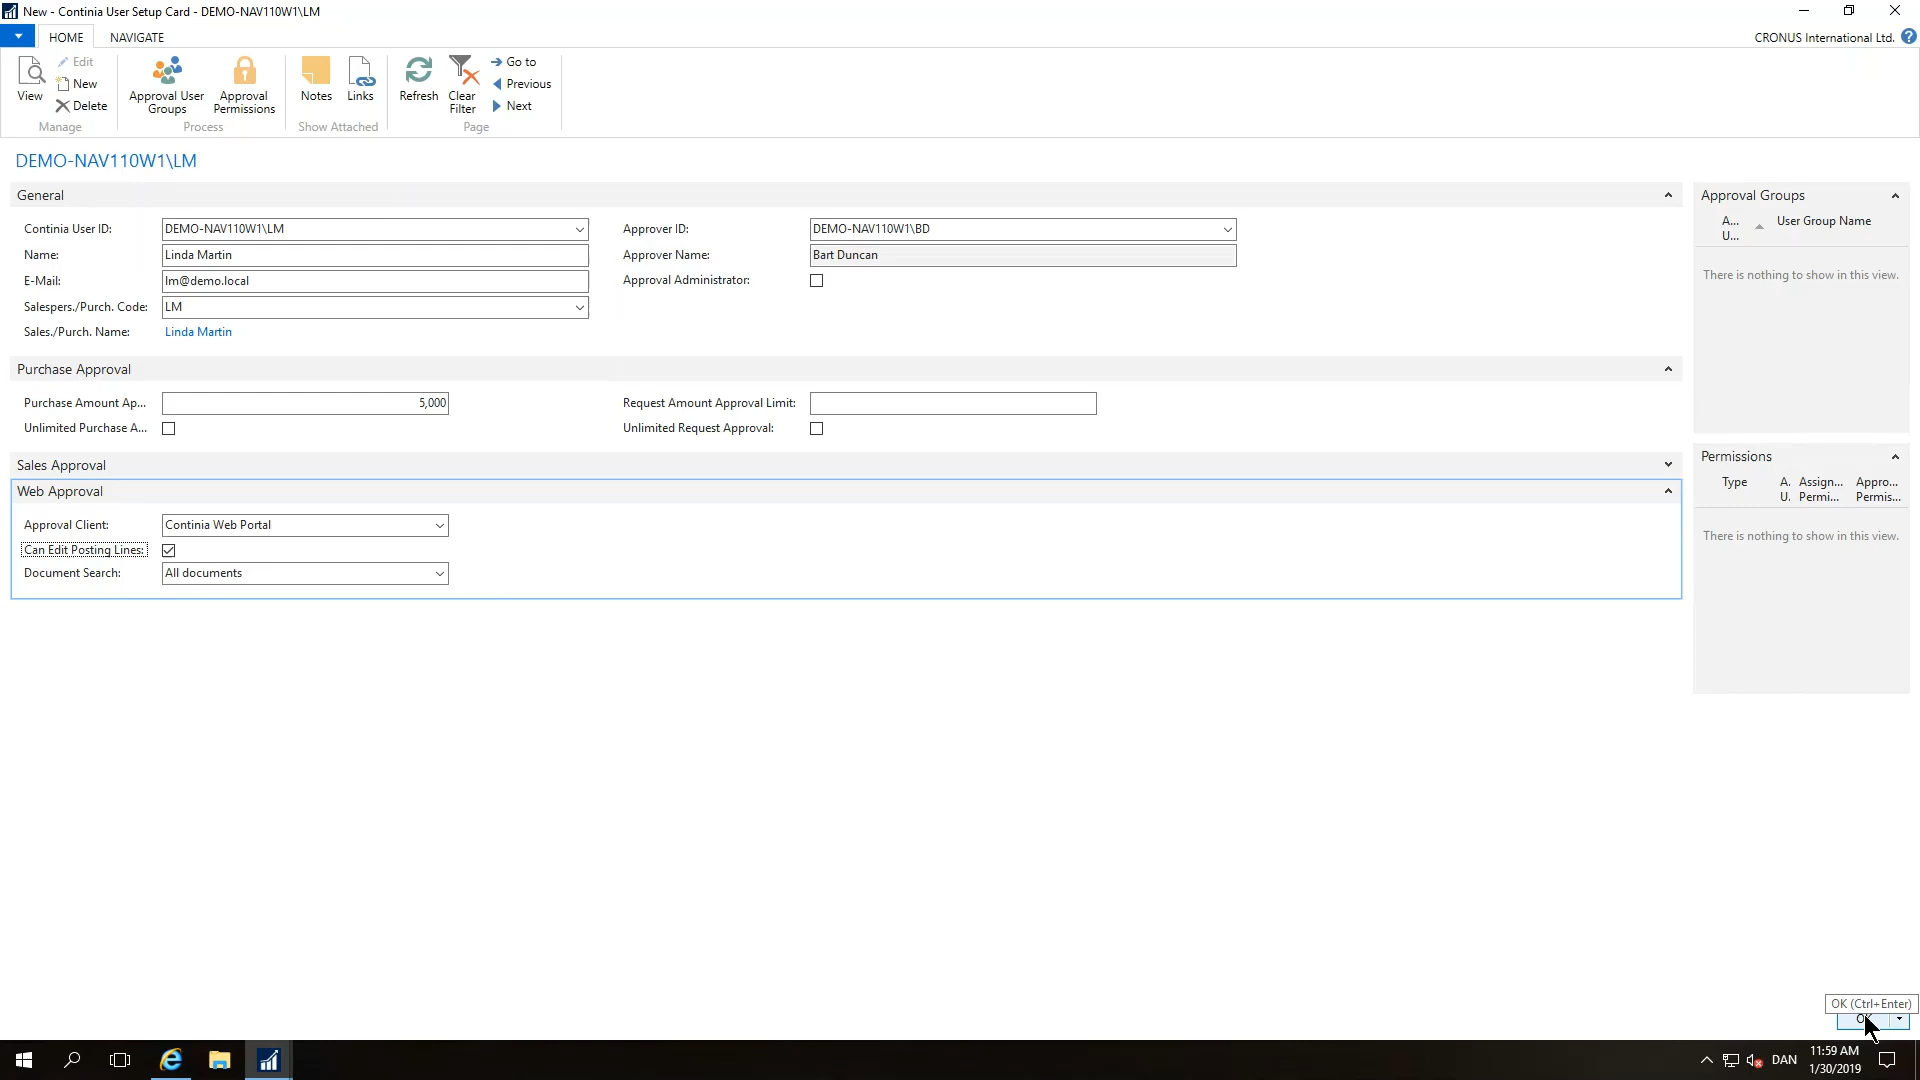 New - Continia User Setup Card - DEMO-NAV110W1\LM
HOME
NAVIGATE
CRONUS International Ltd.
View
Edit
New
Delete
Manage
Approval User Groups
Approval Permissions
Process
Notes
Links
Show Attached
Refresh
Clear Filter
Go to
Previous
Next
Page
DEMO-NAV110W1\LM
General
Continia User ID: DEMO-NAV110W1\LM
Name: Linda Martin
E-Mail: lm@demo.local
Salespers./Purch. Code: LM
Sales./Purch. Name: Linda Martin
Approver ID: DEMO-NAV110W1\BD
Approver Name: Bart Duncan
Approval Administrator:
Purchase Approval
Purchase Amount Ap... 5,000
Unlimited Purchase A...
Request Amount Approval Limit:
Unlimited Request Approval:
Sales Approval
Web Approval
Approval Client: Continia Web Portal
Can Edit Posting Lines:
Document Search: All documents
Approval Groups
A... U... User Group Name
There is nothing to show in this view.
Permissions
Type A. U. Assign... Permi... Appro... Permis...
There is nothing to show in this view.
OK (Ctrl+Enter)
OK
DAN
11:59 AM
1/30/2019